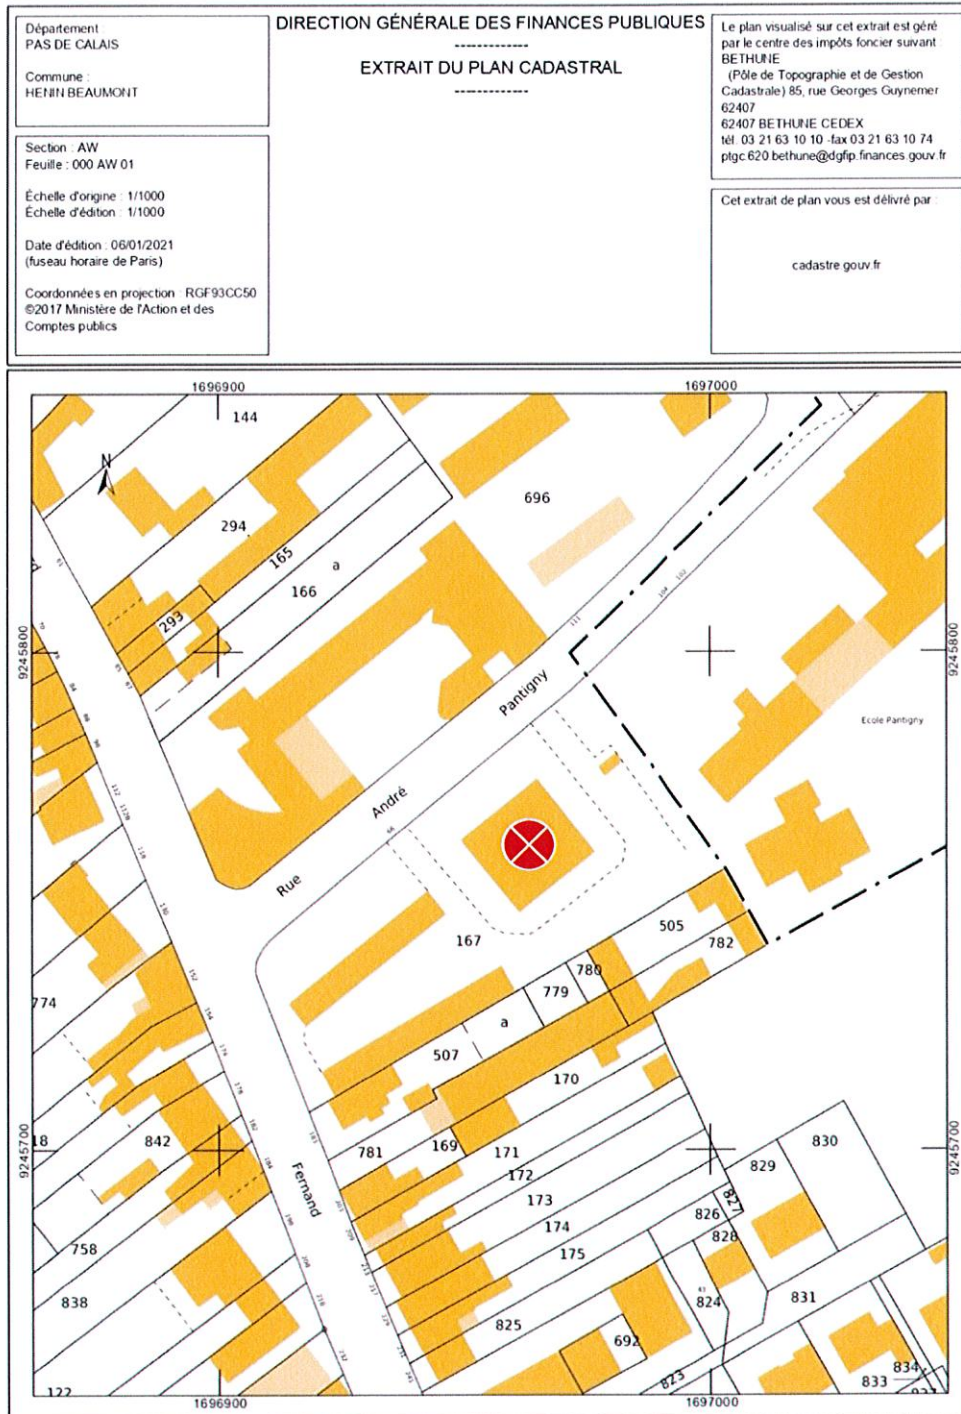 Département :
PAS DE CALAIS
Commune :
HENIN BEAUMONT
Section : AW
Feuille : 000 AW 01
Échelle d'origine : 1/1000
Échelle d'édition : 1/1000
Date d'édition : 06/01/2021
(fuseau horaire de Paris)
Coordonnées en projection : RGF93CC50
©2017 Ministère de l'Action et des
Comptes publics
DIRECTION GÉNÉRALE DES FINANCES PUBLIQUES
-------------
EXTRAIT DU PLAN CADASTRAL
-------------
Le plan visualisé sur cet extrait est géré
par le centre des impôts foncier suivant :
BETHUNE
(Pôle de Topographie et de Gestion
Cadastrale) 85, rue Georges Guynemer
62407
62407 BETHUNE CEDEX
tél. 03 21 63 10 10 -fax 03 21 63 10 74
ptgc.620.bethune@dgfip.finances.gouv.fr
Cet extrait de plan vous est délivré par :
cadastre.gouv.fr
1696900
1697000
144
N
696
294
165
a
166
293
9245800
9245800
111
104
102
Pantigny
Ecole Pantigny
André
Rue
167
505
782
780
779
a
507
774
170
781
169
171
172
173
174
175
18
842
Fernand
9245700
9245700
830
829
827
826
828
758
838
825
824
831
692
823
834
833
122
1696900
1697000